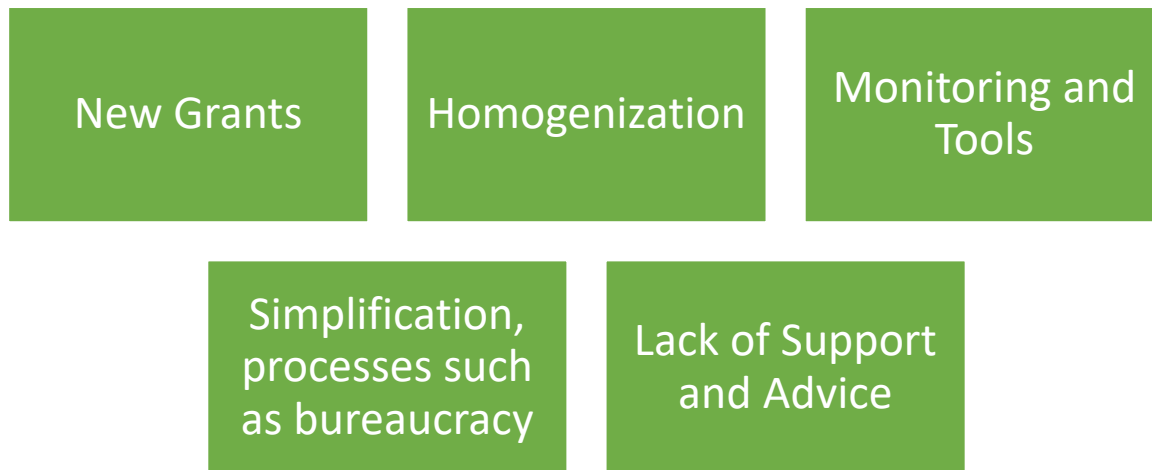 New Grants
Homogenization
Monitoring and
Tools
Simplification,
processes such
as bureaucracy
Lack of Support
and Advice